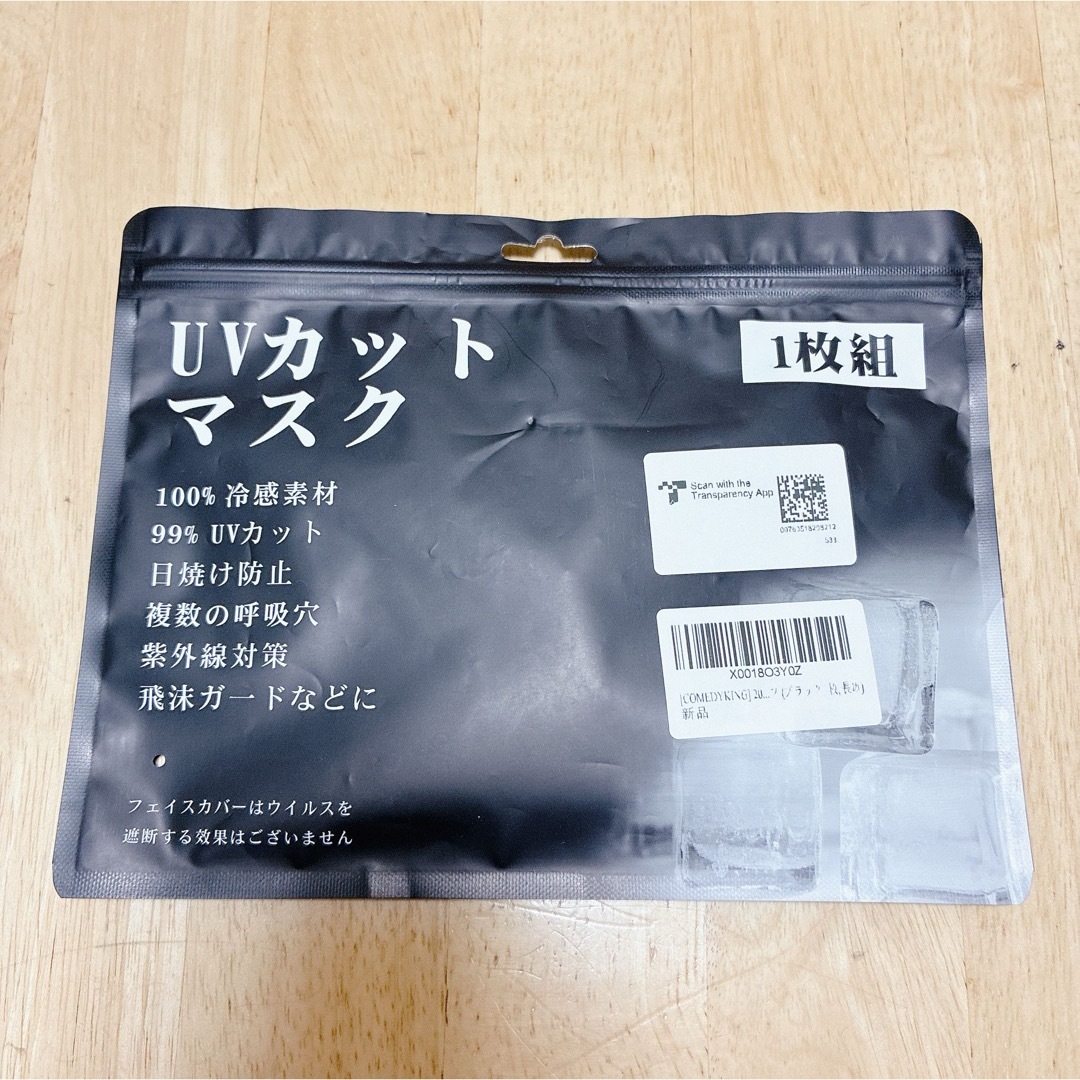 UVカット
マスク
1枚組
100% 冷感素材
99% UVカット
日焼け防止
複数の呼吸穴
紫外線対策
飛沫ガードなどに
フェイスカバーはウイルスを
遮断する効果はございません
Scan with the
Transparency App
S31
X0018O3Y0Z
[COMEDYKING] 20...
新品